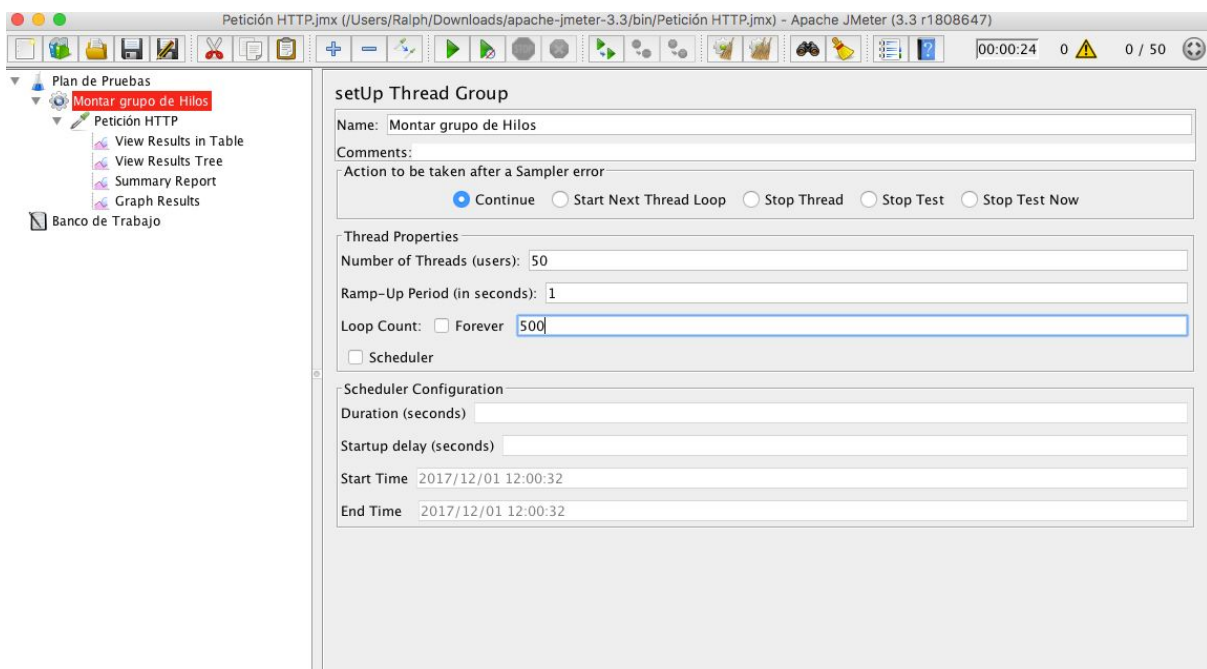 Petición HTTP.jmx (/Users/Ralph/Downloads/apache-jmeter-3.3/bin/Petición HTTP.jmx) - Apache JMeter (3.3 r1808647)
STOP
00:00:24 0 0 / 50
Plan de Pruebas
Montar grupo de Hilos
Petición HTTP
View Results in Table
View Results Tree
Summary Report
Graph Results
Banco de Trabajo
setUp Thread Group
Name: Montar grupo de Hilos
Comments:
Action to be taken after a Sampler error
Continue Start Next Thread Loop Stop Thread Stop Test Stop Test Now
Thread Properties
Number of Threads (users): 50
Ramp-Up Period (in seconds): 1
Loop Count: Forever 500
Scheduler
Scheduler Configuration
Duration (seconds)
Startup delay (seconds)
Start Time 2017/12/01 12:00:32
End Time 2017/12/01 12:00:32